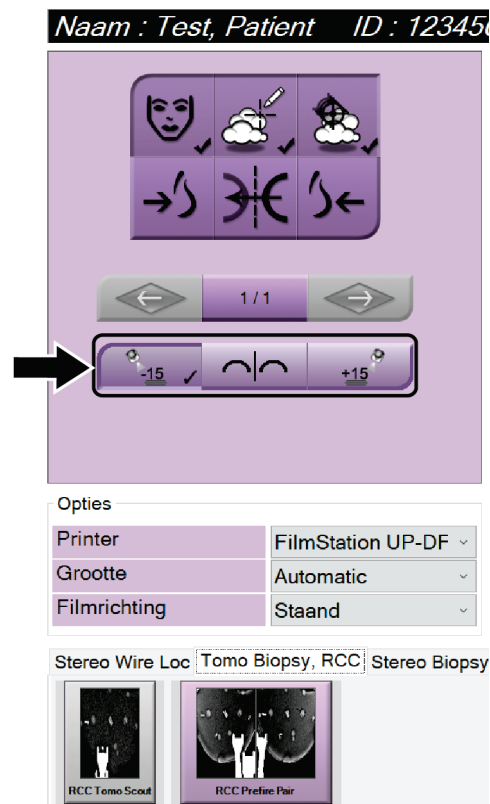 Naam : Test, Patient ID : 123456
1 / 1
-15 +15
Opties
Printer FilmStation UP-DF
Grootte Automatic
Filmrichting Staand
Stereo Wire Loc Tomo Biopsy, RCC Stereo Biopsy
RCC Tomo Scout RCC Prefire Pair